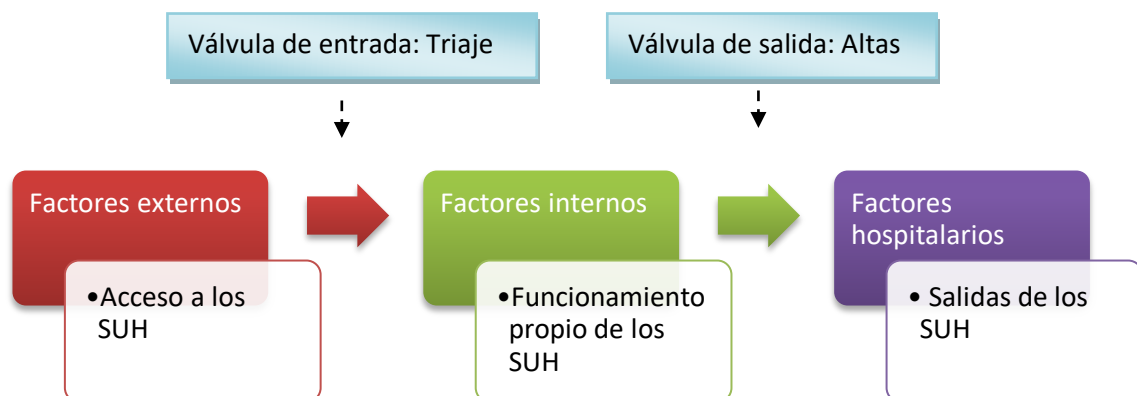 Válvula de entrada: Triaje
Válvula de salida: Altas
Factores externos
•Acceso a los
SUH
Factores internos
•Funcionamiento
propio de los
SUH
Factores
hospitalarios
• Salidas de los
SUH